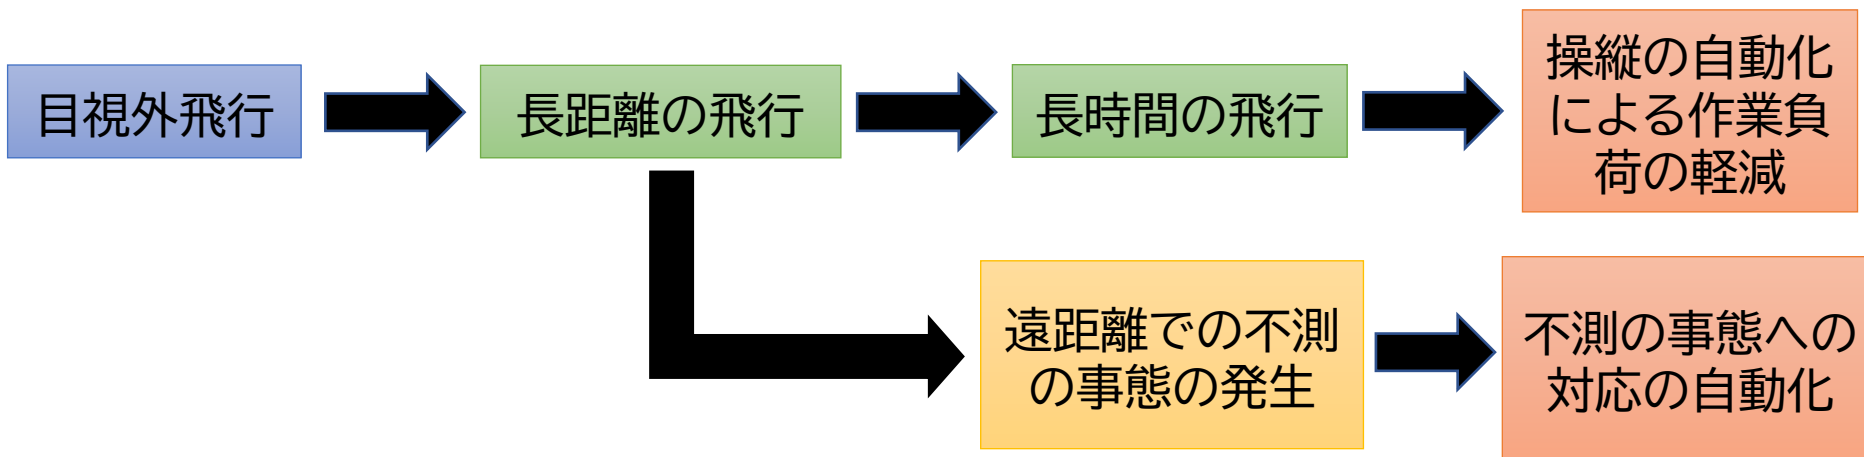 目視外飛行
長距離の飛行
長時間の飛行
操縦の自動化
による作業負
荷の軽減
遠距離での不測
の事態の発生
不測の事態への
対応の自動化